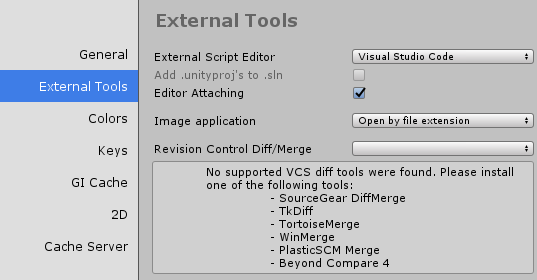 External Tools
General
External Tools
Colors
Keys
GI Cache
2D
Cache Server
External Script Editor Visual Studio Code
Add .unityproj's to .sln
Editor Attaching
Image application Open by file extension
Revision Control Diff/Merge
No supported VCS diff tools were found. Please install
one of the following tools:
- SourceGear DiffMerge
- TkDiff
- TortoiseMerge
- WinMerge
- PlasticSCM Merge
- Beyond Compare 4